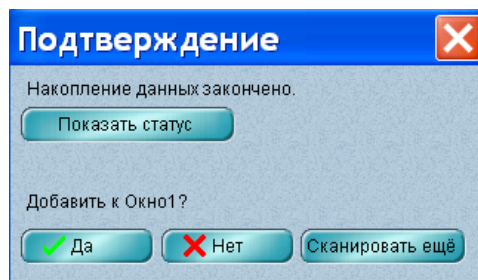 Подтверждение
Накопление данных закончено.
Показать статус
Добавить к Окно1?
Да Нет Сканировать ещё